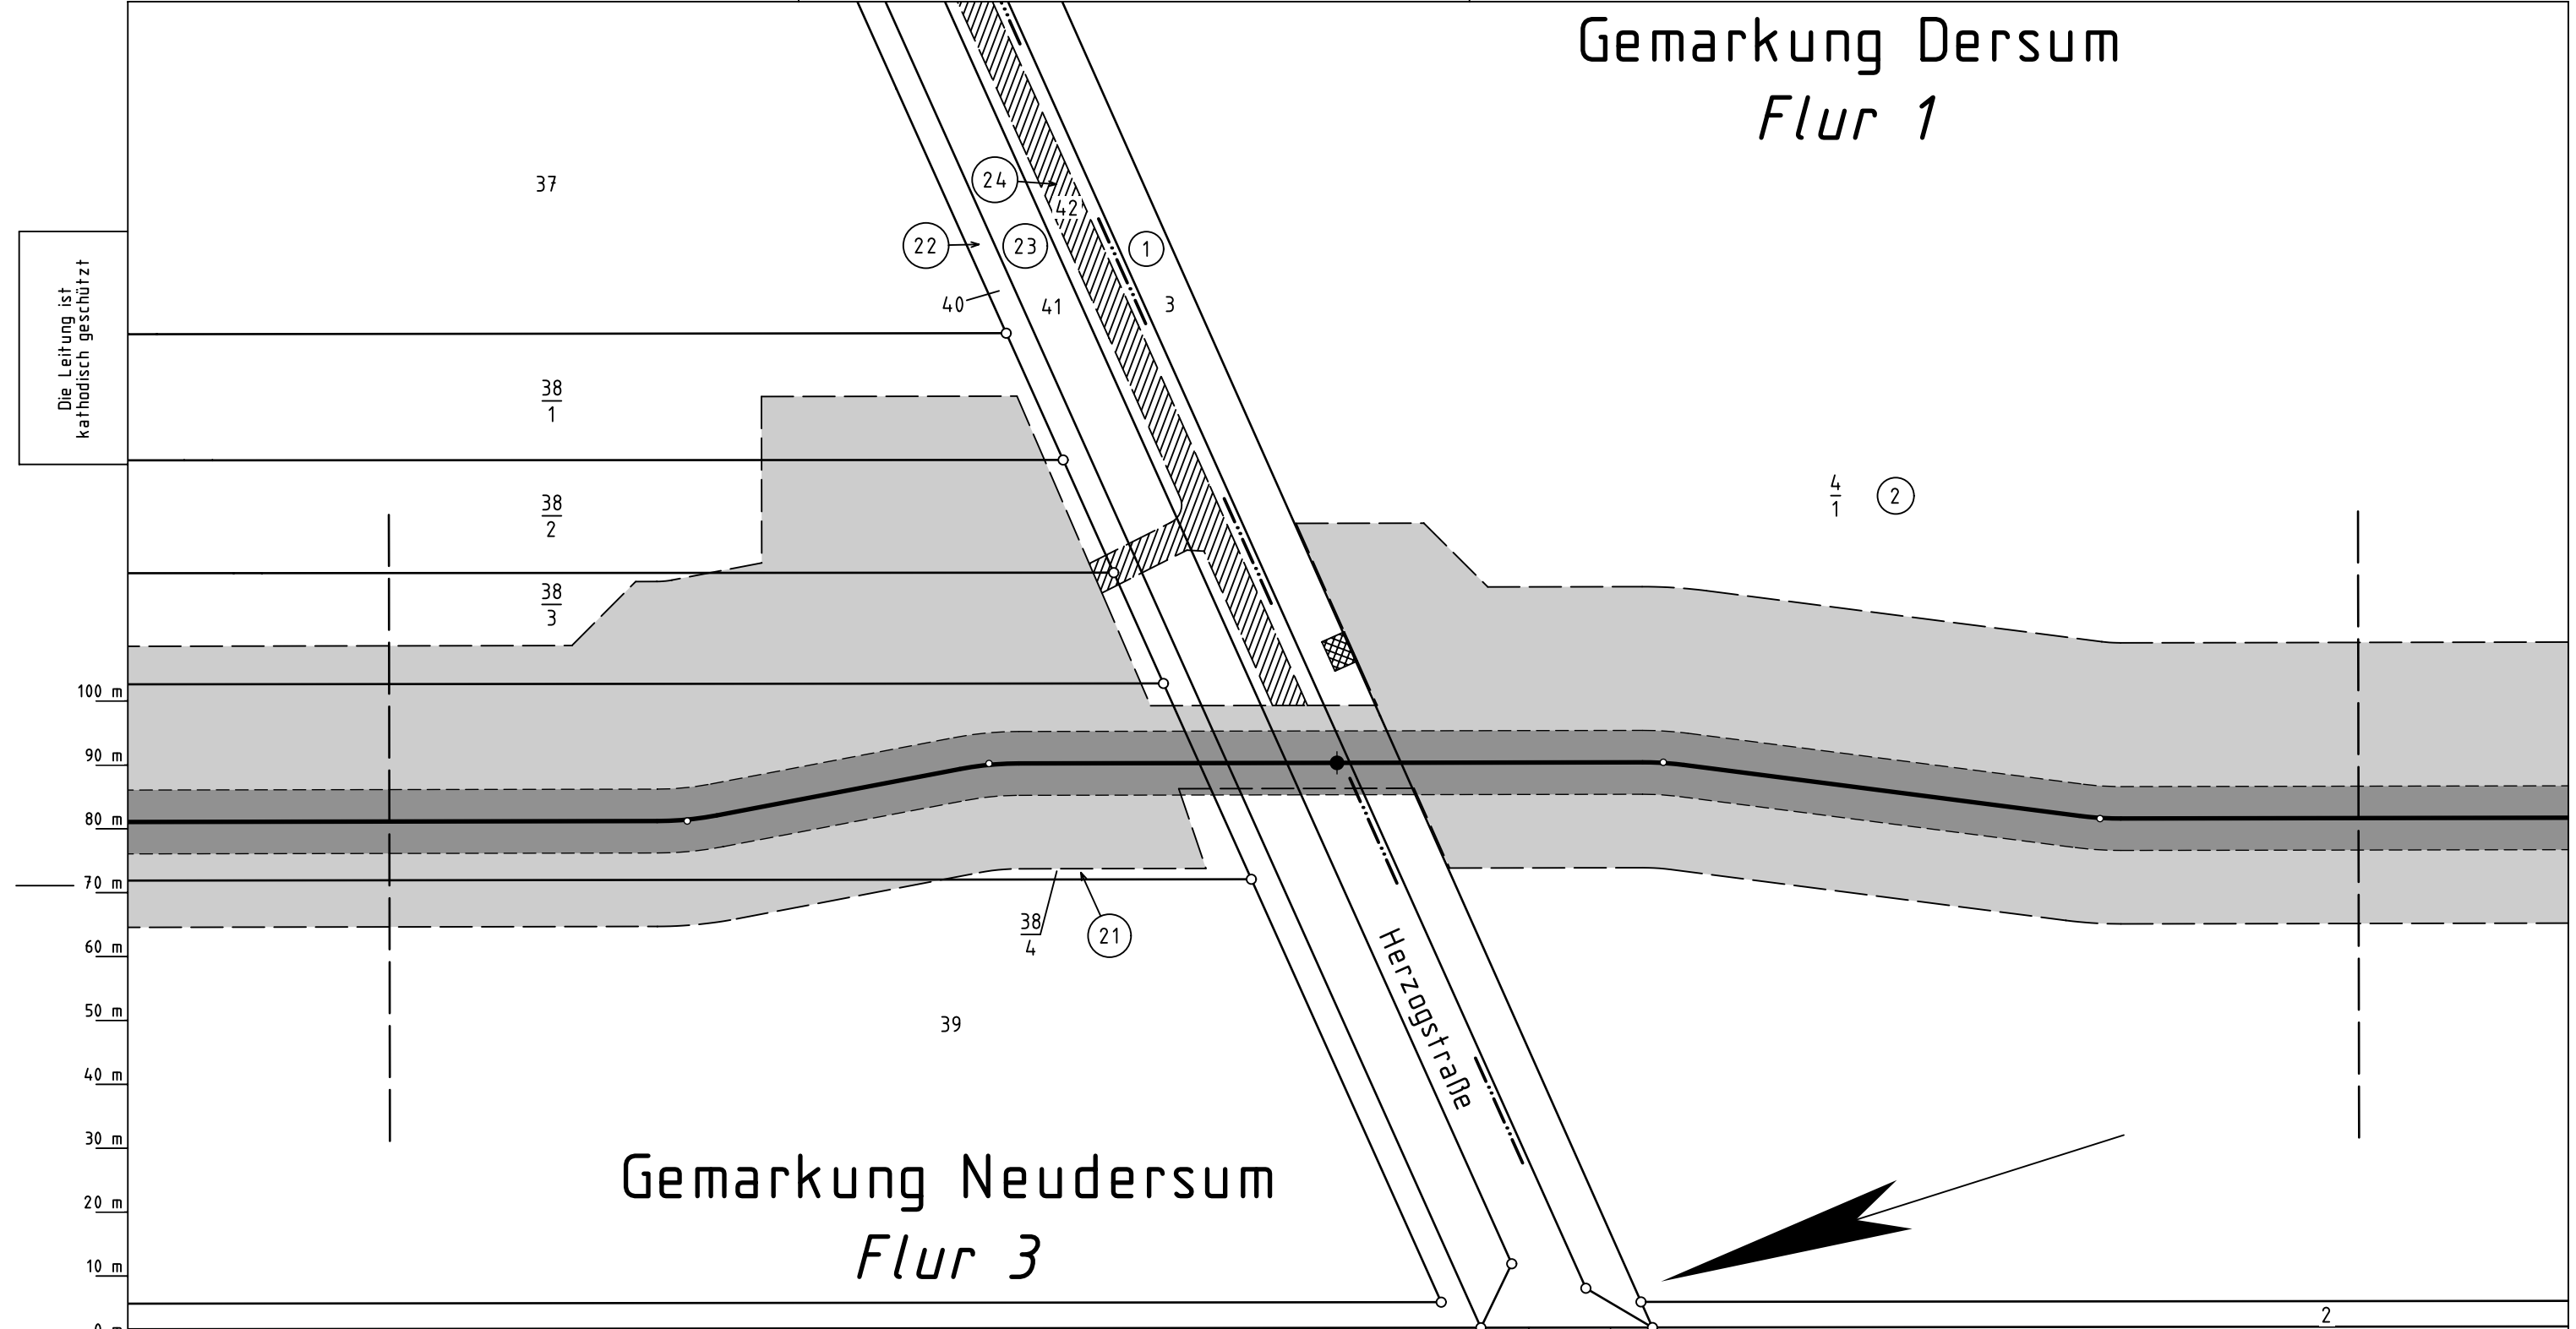 Gemarkung Dersum
Flur 1
37
24
42
22
23
1
40
41
3
Die Leitung ist
kathodisch geschützt
38
1
38
2
4
1
2
38
3
100 m
90 m
80 m
70 m
60 m
50 m
40 m
30 m
20 m
10 m
0 m
38
4
21
39
Herzogstraße
Gemarkung Neudersum
Flur 3
2